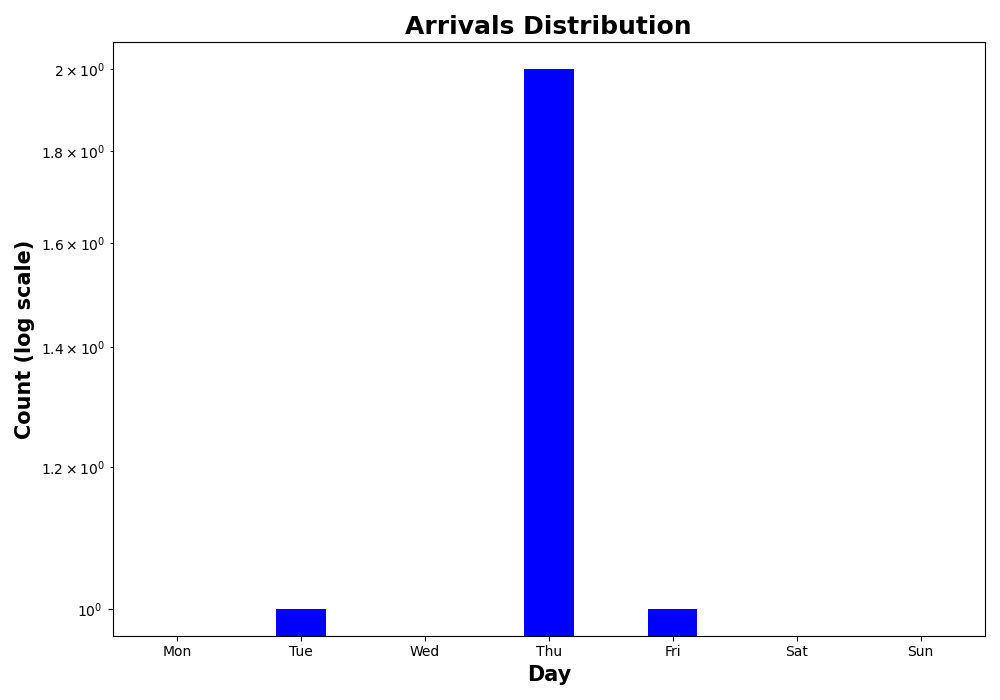 Arrivals Distribution
Count (log scale)
2 × 10⁰
1.8 × 10⁰
1.6 × 10⁰
1.4 × 10⁰
1.2 × 10⁰
10⁰
Mon Tue Wed Thu Fri Sat Sun
Day